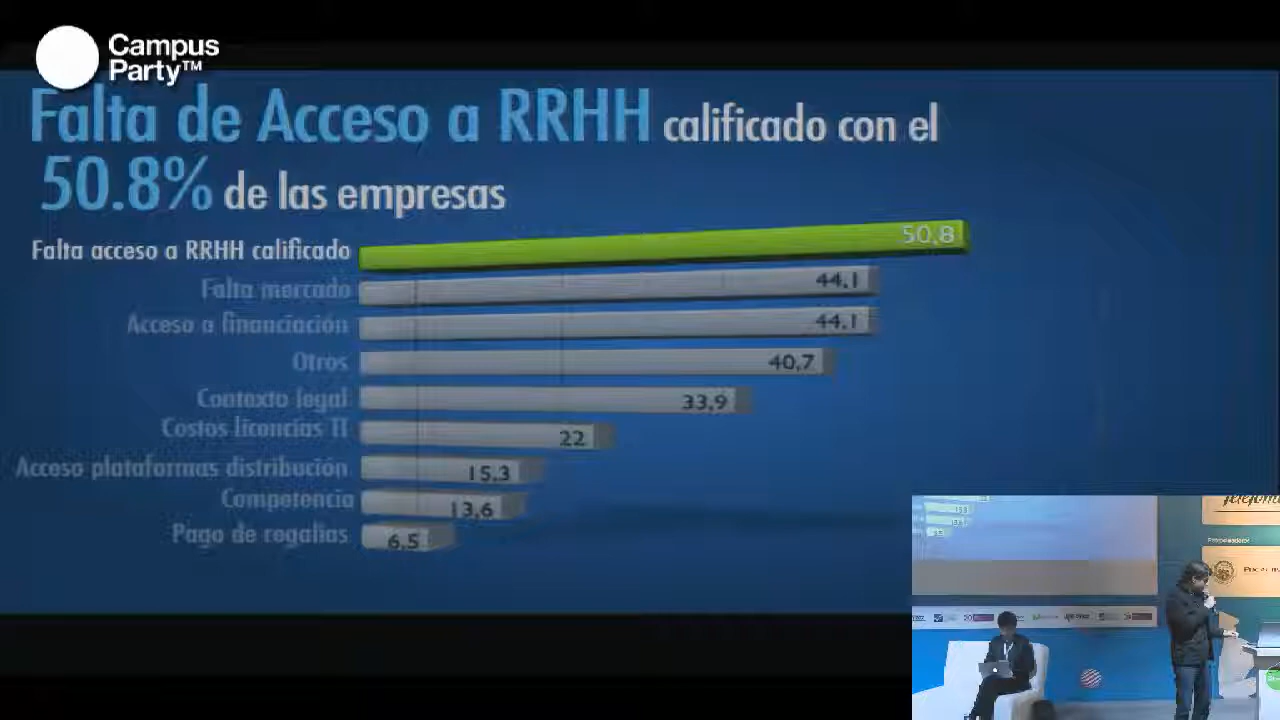 Campus
Party™
Falta de Acceso a RRHH calificado con el
50.8% de las empresas
Falta acceso a RRHH calificado 50,8
Falta mercado 44,1
Acceso a financiación 44,1
Otros 40,7
Contexto legal 33,9
Costos licencias TI 22
Acceso plataformas distribución 15,3
Competencia 13,6
Pago de regalias 6,5